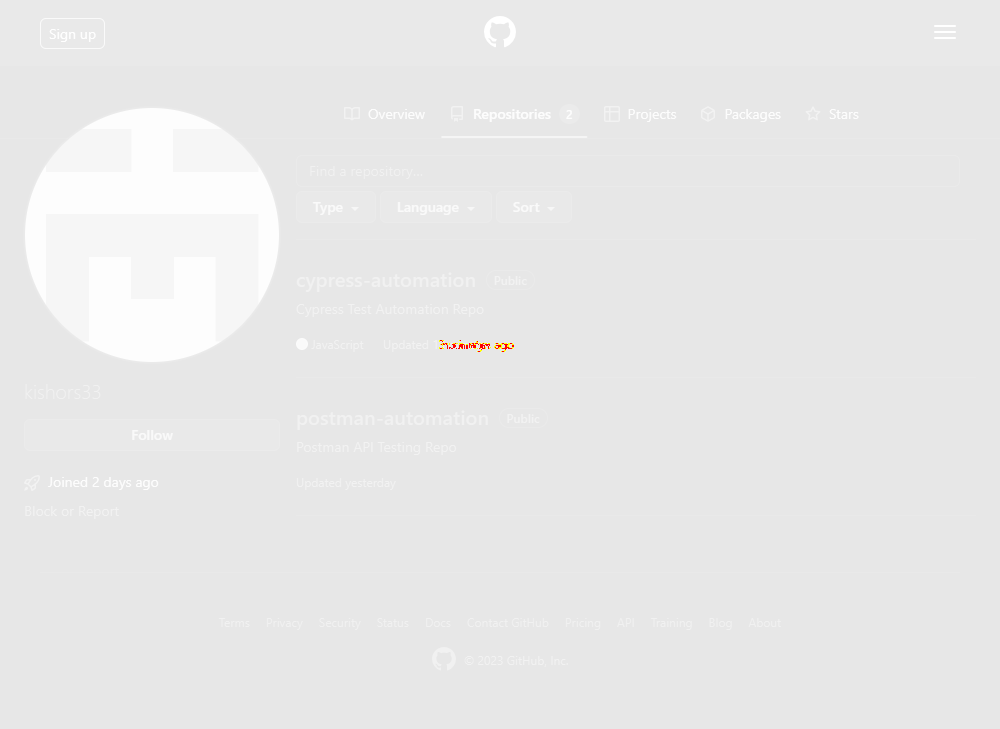 Sign up
Overview Repositories 2 Projects Packages Stars
Find a repository...
Type Language Sort
cypress-automation Public
Cypress Test Automation Repo
JavaScript Updated ago
kishors33
postman-automation Public
Follow
Postman API Testing Repo
Joined 2 days ago
Updated yesterday
Block or Report
Terms Privacy Security Status Docs Contact GitHub Pricing API Training Blog About
© 2023 GitHub, Inc.